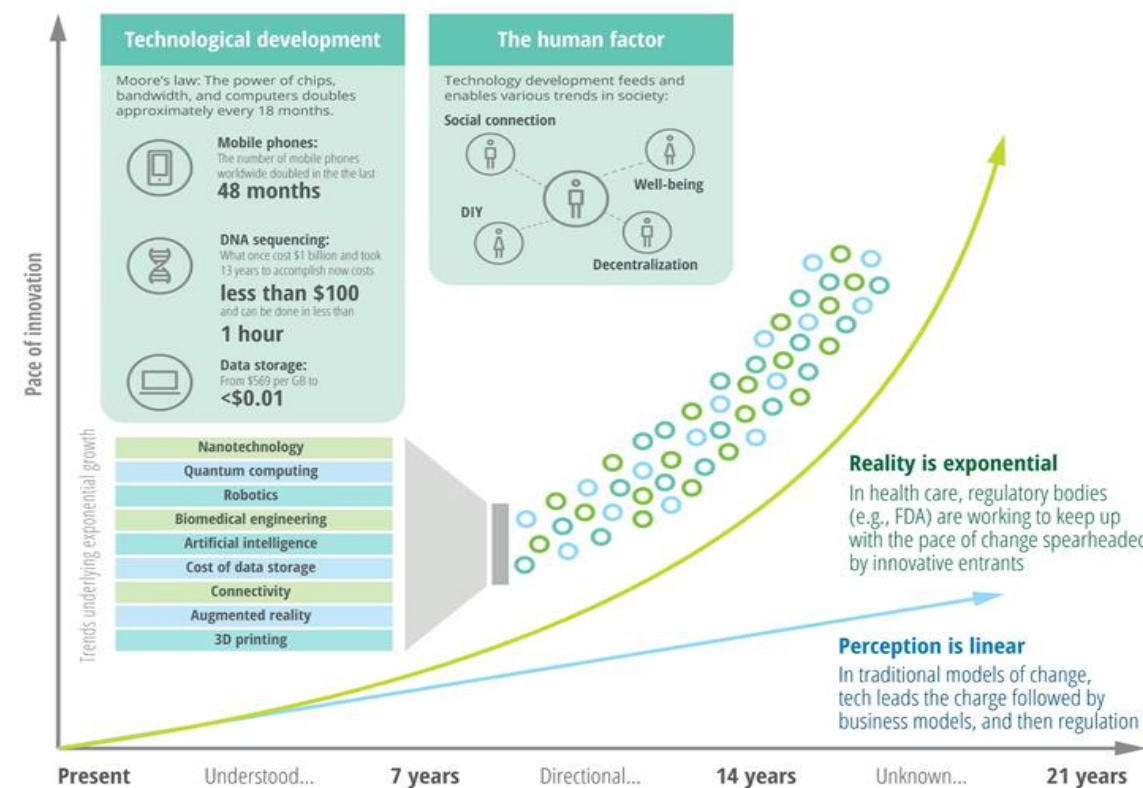 Technological development
Moore's law: The power of chips,
bandwidth, and computers doubles
approximately every 18 months.
Mobile phones:
The number of mobile phones
worldwide doubled in the the last
48 months
DNA sequencing:
What once cost $1 billion and took
13 years to accomplish now costs
less than $100
and can be done in less than
1 hour
Data storage:
From $569 per GB to
<$0.01
The human factor
Technology development feeds and
enables various trends in society:
Social connection
Well-being
DIY
Decentralization
Pace of innovation
Trends underlying exponential growth
Nanotechnology
Quantum computing
Robotics
Biomedical engineering
Artificial intelligence
Cost of data storage
Connectivity
Augmented reality
3D printing
Reality is exponential
In health care, regulatory bodies
(e.g., FDA) are working to keep up
with the pace of change spearheaded
by innovative entrants
Perception is linear
In traditional models of change,
tech leads the charge followed by
business models, and then regulation
Present Understood... 7 years Directional... 14 years Unknown... 21 years